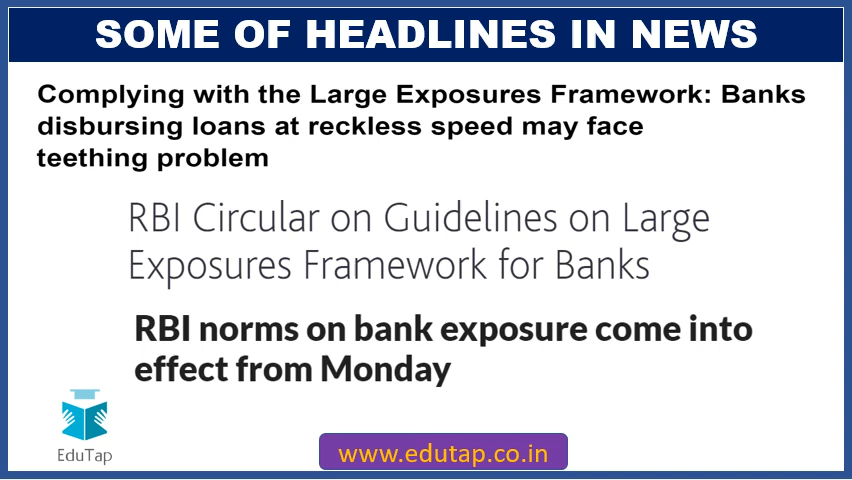 SOME OF HEADLINES IN NEWS
Complying with the Large Exposures Framework: Banks
disbursing loans at reckless speed may face
teething problem
RBI Circular on Guidelines on Large
Exposures Framework for Banks
RBI norms on bank exposure come into
effect from Monday
EduTap
www.edutap.co.in